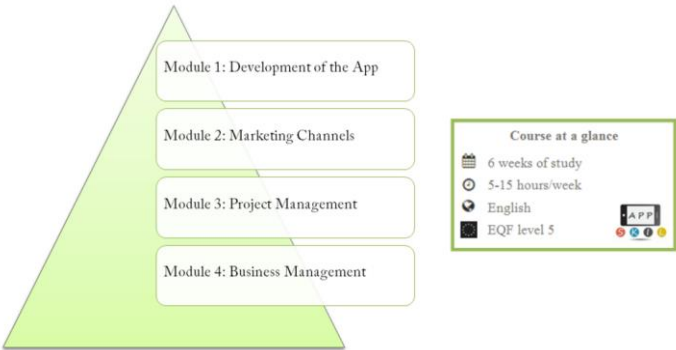 Module 1: Development of the App
Module 2: Marketing Channels
Module 3: Project Management
Module 4: Business Management
Course at a glance
6 weeks of study
5-15 hours/week
English
EQF level 5
APP
S K I L